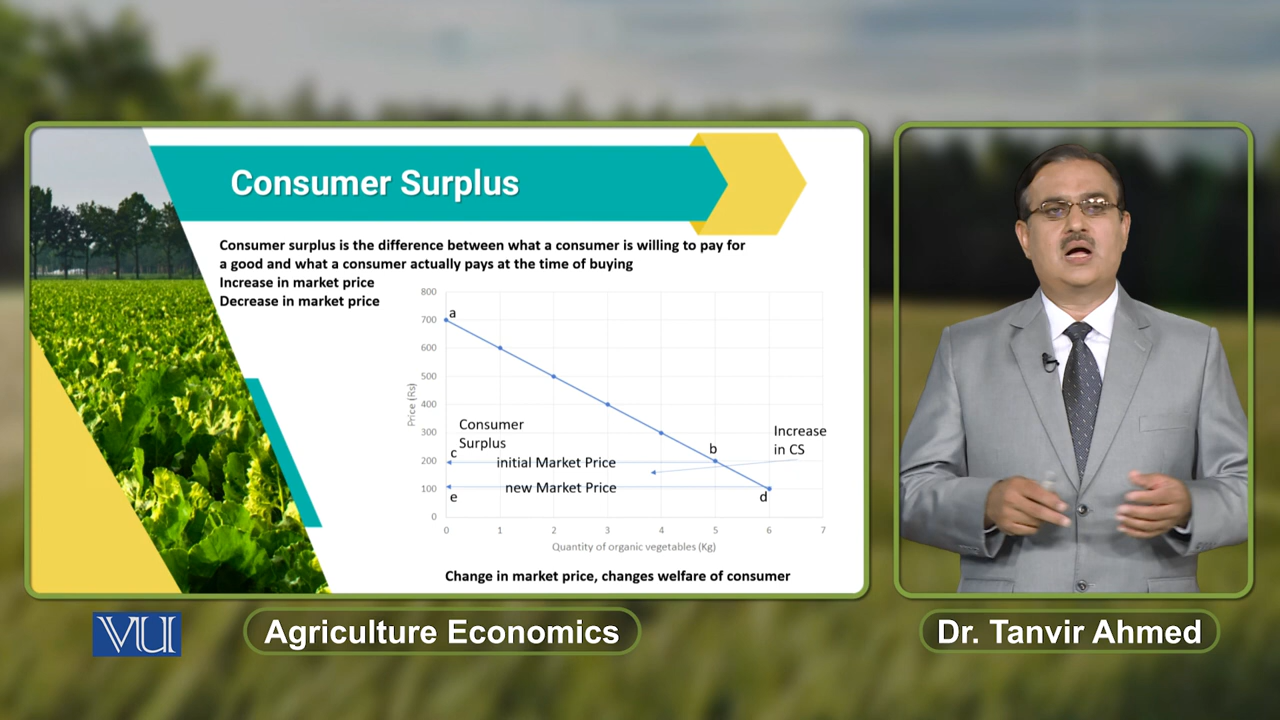 Consumer Surplus
Consumer surplus is the difference between what a consumer is willing to pay for
a good and what a consumer actually pays at the time of buying
Increase in market price
Decrease in market price
800
700
600
500
400
300
200
100
0
Price (Rs)
a
Consumer
Surplus
c
initial Market Price
b
Increase
in CS
e
new Market Price
d
0 1 2 3 4 5 6 7
Quantity of organic vegetables (Kg)
Change in market price, changes welfare of consumer
VU
Agriculture Economics
Dr. Tanvir Ahmed